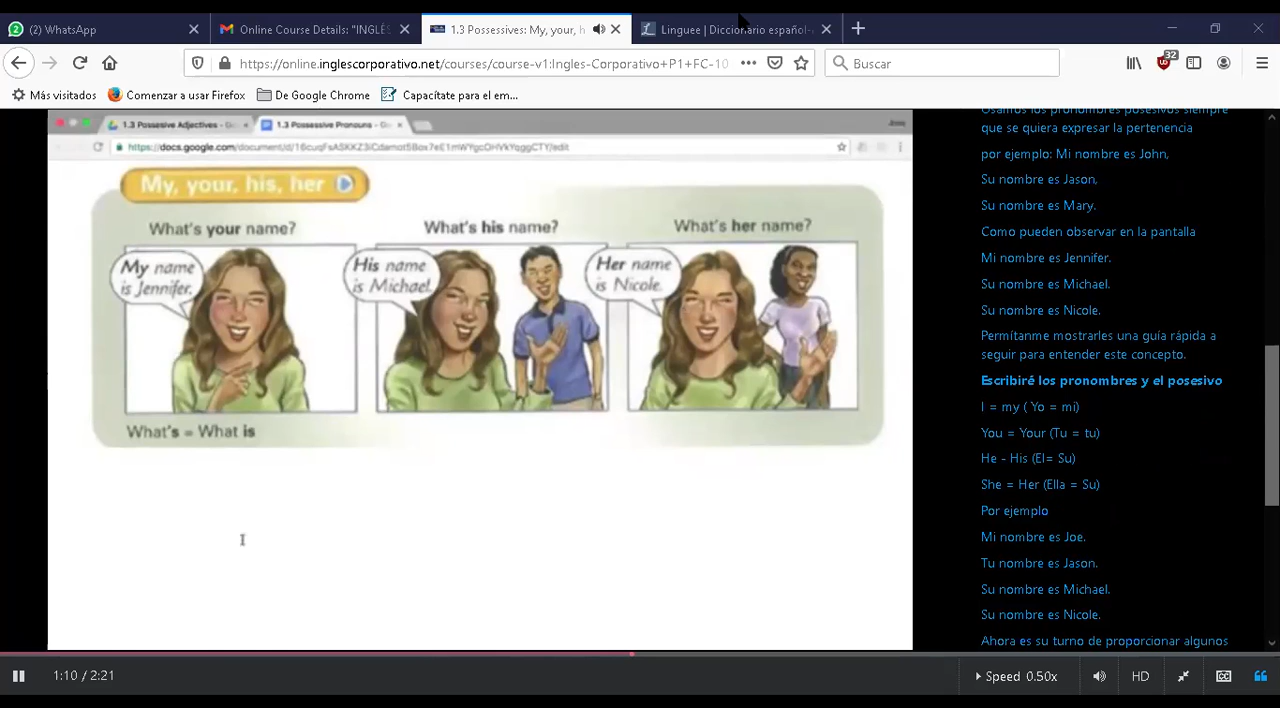 (2) WhatsApp
Online Course Details: "INGLÉS
1.3 Possessives: My, your, h
Linguee | Diccionario español-
https://online.inglescorporativo.net/courses/course-v1:Ingles-Corporativo+P1+FC-10
Buscar
32
Más visitados
Comenzar a usar Firefox
De Google Chrome
Capacítate para el em...
1.3 Possesive Adjectives - G
1.3 Possessive Pronouns - G
My, your, his, her
What's your name?
What's his name?
What's her name?
My name
is Jennifer.
His name
is Michael.
Her name
is Nicole.
What's = What is
Usamos los pronombres posesivos siempre
que se quiera expresar la pertenencia
por ejemplo: Mi nombre es John,
Su nombre es Jason,
Su nombre es Mary.
Como pueden observar en la pantalla
Mi nombre es Jennifer.
Su nombre es Michael.
Su nombre es Nicole.
Permítanme mostrarles una guía rápida a
seguir para entender este concepto.
Escribiré los pronombres y el posesivo
I = my ( Yo = mi)
You = Your (Tu = tu)
He - His (El= Su)
She = Her (Ella = Su)
Por ejemplo
Mi nombre es Joe.
Tu nombre es Jason.
Su nombre es Michael.
Su nombre es Nicole.
Ahora es su turno de proporcionar algunos
1:10 / 2:21
Speed 0.50x
HD
CC